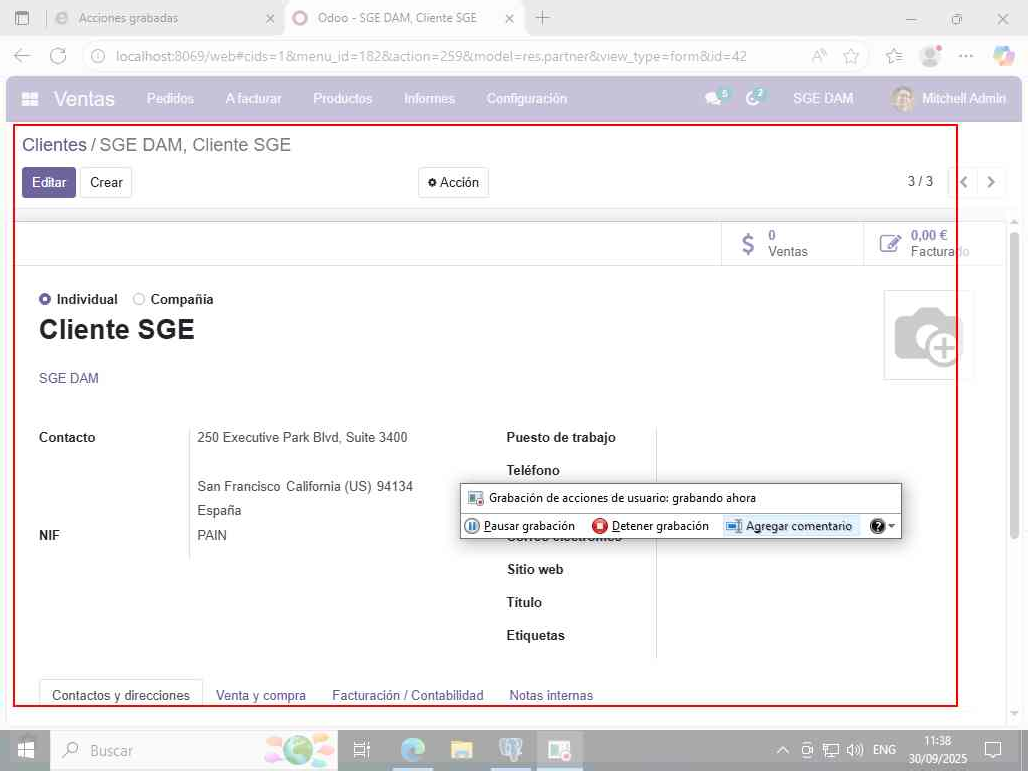 Acciones grabadas
Odoo - SGE DAM, Cliente SGE
localhost:8069/web#cids=1&menu_id=182&action=259&model=res.partner&view_type=form&id=42
Ventas Pedidos A facturar Productos Informes Configuración 5 2 SGE DAM Mitchell Admin
Clientes / SGE DAM, Cliente SGE
Editar Crear Acción 3 / 3
0
Ventas
0,00 €
Facturado
Individual Compañía
Cliente SGE
SGE DAM
Contacto 250 Executive Park Blvd, Suite 3400
San Francisco California (US) 94134
España
NIF PAIN
Puesto de trabajo
Teléfono
Grabación de acciones de usuario: grabando ahora
Pausar grabación Detener grabación Agregar comentario
Correo electrónico
Sitio web
Título
Etiquetas
Contactos y direcciones Venta y compra Facturación / Contabilidad Notas internas
Buscar
ENG
11:38
30/09/2025